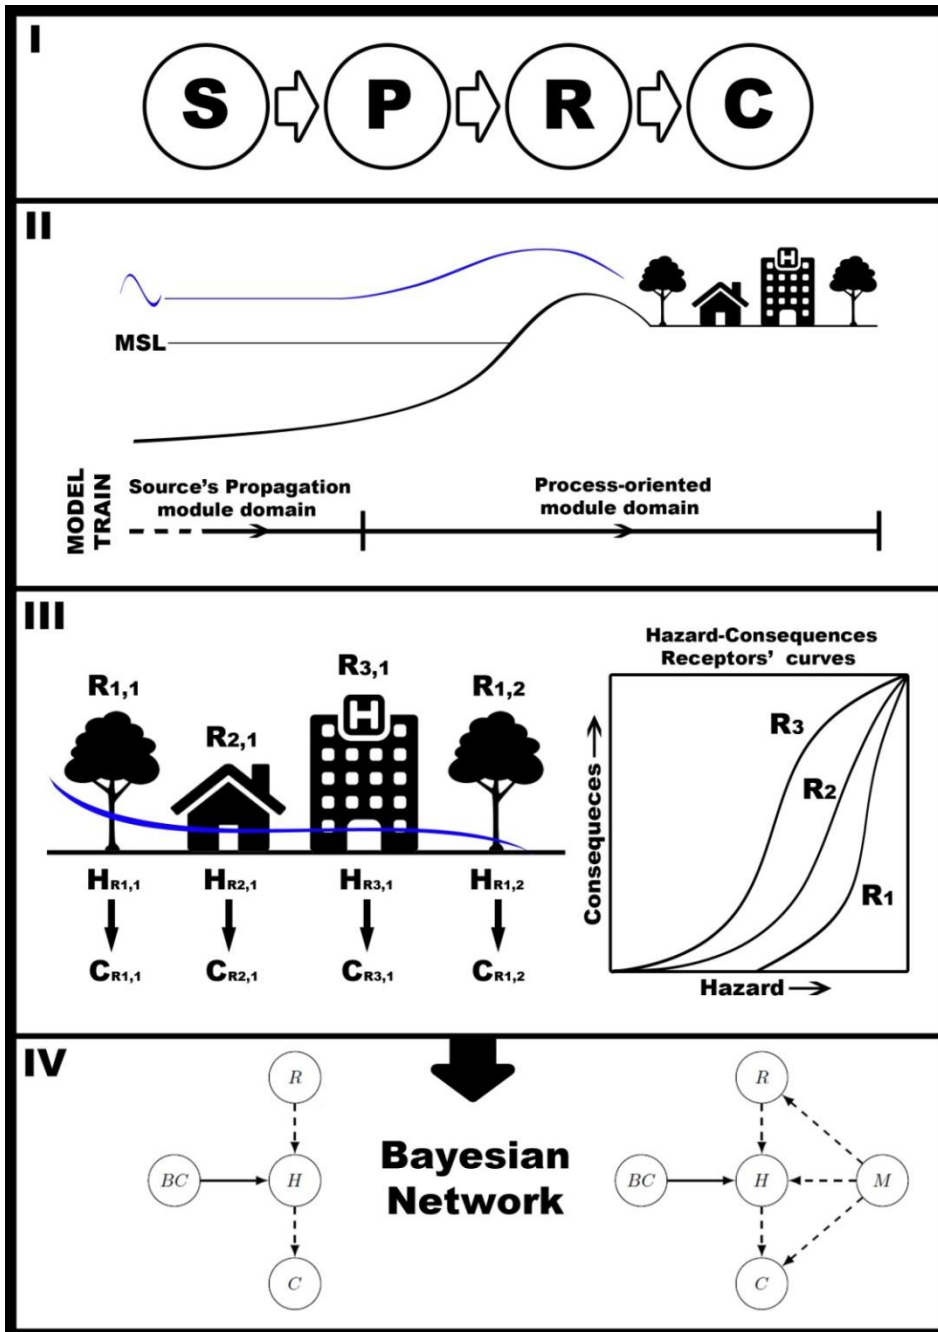 I
S P R C
II
H
MSL
MODEL
TRAIN
Source's Propagation
module domain
Process-oriented
module domain
III
R1,1
R2,1
R3,1
R1,2
H
HR1,1 HR2,1 HR3,1 HR1,2
CR1,1 CR2,1 CR3,1 CR1,2
Hazard-Consequences
Receptors' curves
Consequeces
R3
R2
R1
Hazard
IV
R
BC H
C
Bayesian
Network
R
BC H M
C